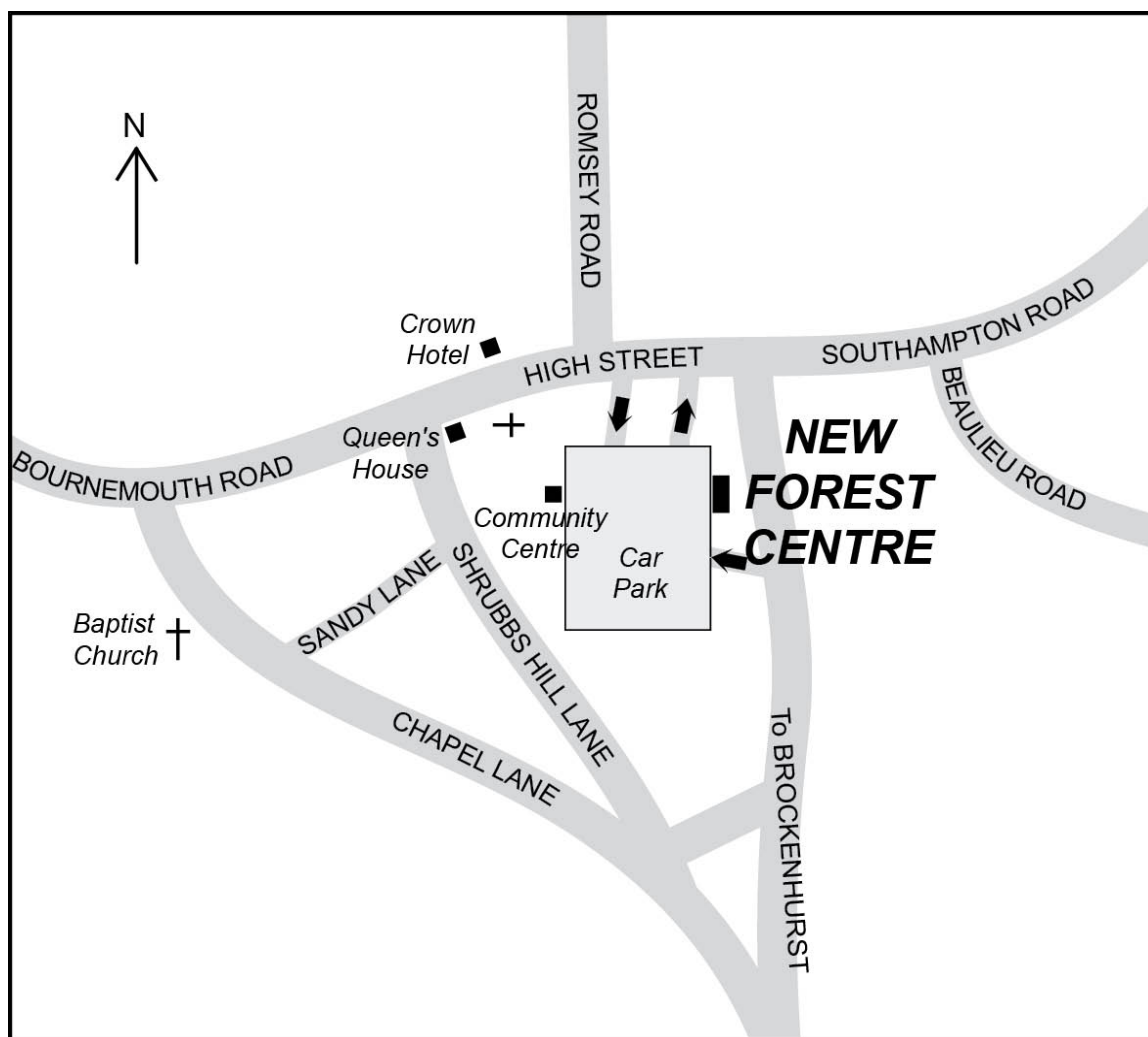 N
ROMSEY ROAD
Crown
Hotel
HIGH STREET
SOUTHAMPTON ROAD
BEAULIEU ROAD
Queen's
House
NEW
FOREST
CENTRE
BOURNEMOUTH ROAD
Community
Centre
Car
Park
SANDY LANE
SHRUBBS HILL LANE
Baptist
Church
CHAPEL LANE
To BROCKENHURST